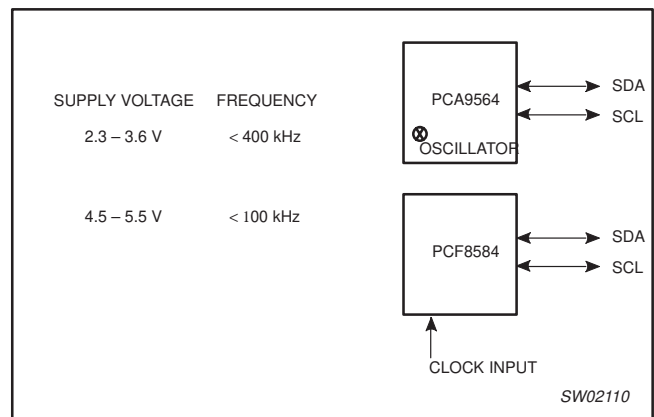 SUPPLY VOLTAGE FREQUENCY
2.3 – 3.6 V < 400 kHz
4.5 – 5.5 V < 100 kHz
PCA9564
OSCILLATOR
SDA
SCL
PCF8584
SDA
SCL
CLOCK INPUT
SW02110